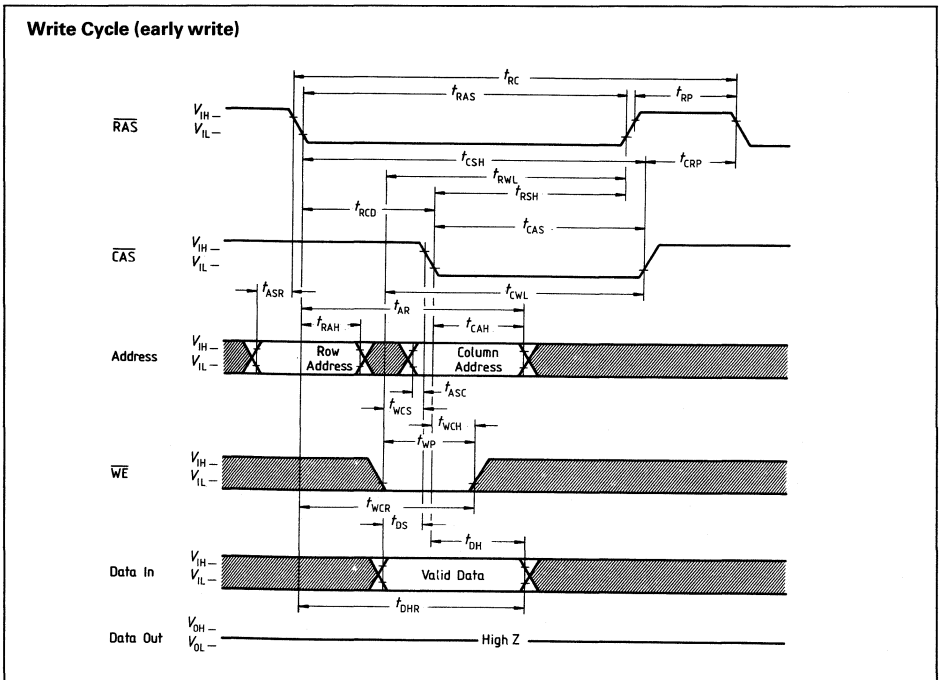 Write Cycle (early write)
tRC
tRAS
tRP
RAS
VIH
VIL
tCSH
tCRP
tRWL
tRSH
tRCD
tCAS
CAS
VIH
VIL
tASR
tCWL
tAR
tRAH
tCAH
Address
VIH
VIL
Row
Address
Column
Address
tASC
tWCS
tWCH
tWP
WE
VIH
VIL
tWCR
tDS
tDH
Data In
VIH
VIL
Valid Data
tDHR
Data Out
VOH
VOL
High Z